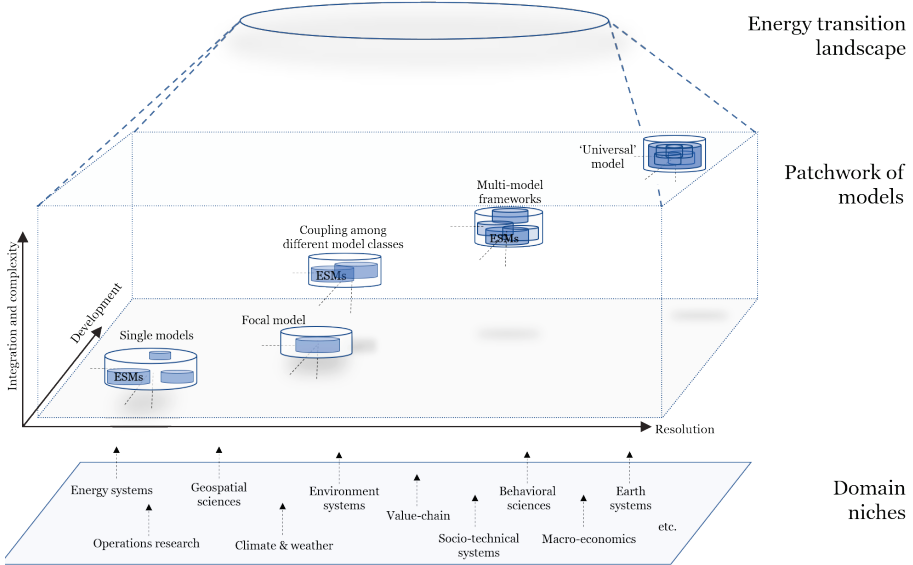 Energy transition
landscape
'Universal'
model
Patchwork of
models
Multi-model
frameworks
ESMs
Coupling among
different model classes
ESMs
Integration and complexity
Development
Focal model
Single models
ESMs
Resolution
Energy systems
Geospatial
sciences
Environment
systems
Value-chain
Behavioral
sciences
Earth
systems
Domain
niches
Operations research
Climate & weather
Socio-technical
systems
Macro-economics
etc.